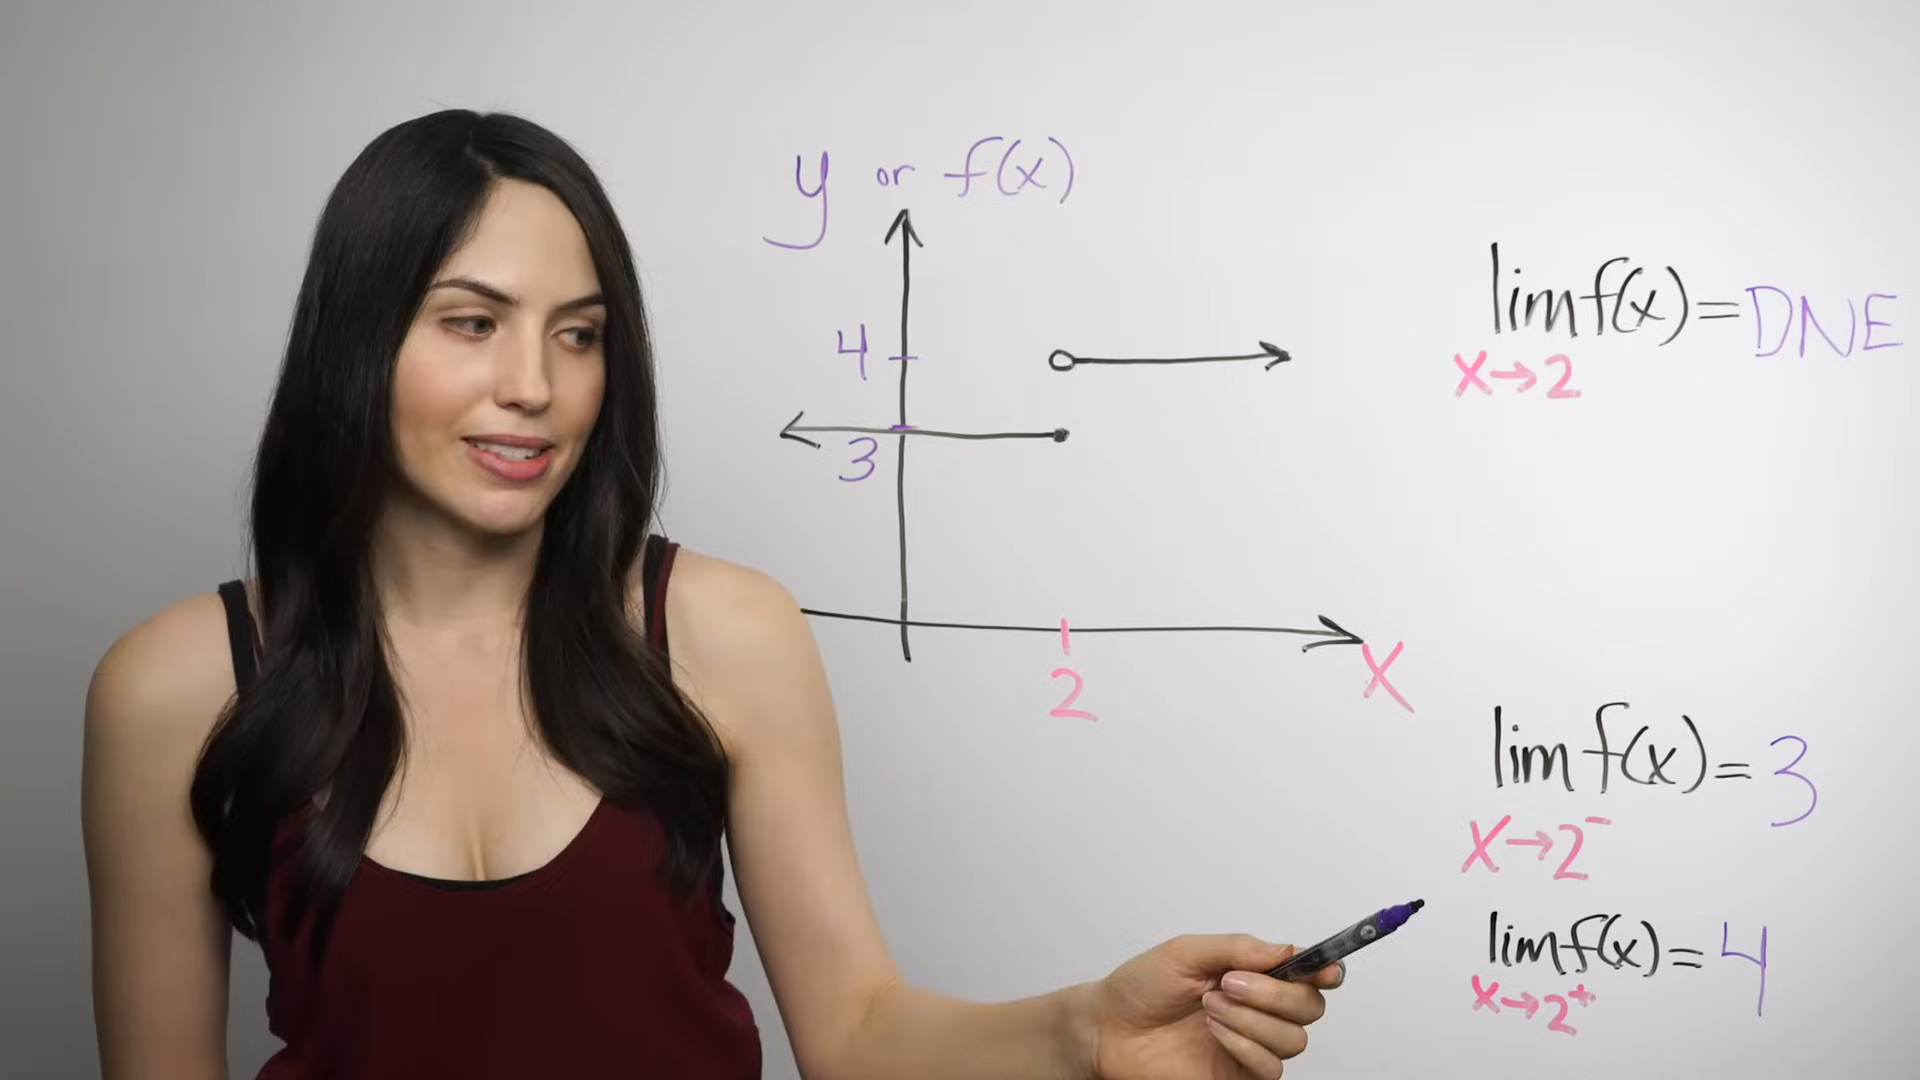 y or f(x)
4
3
2
x
lim f(x) = DNE
x→2
lim f(x) = 3
x→2⁻
lim f(x) = 4
x→2⁺